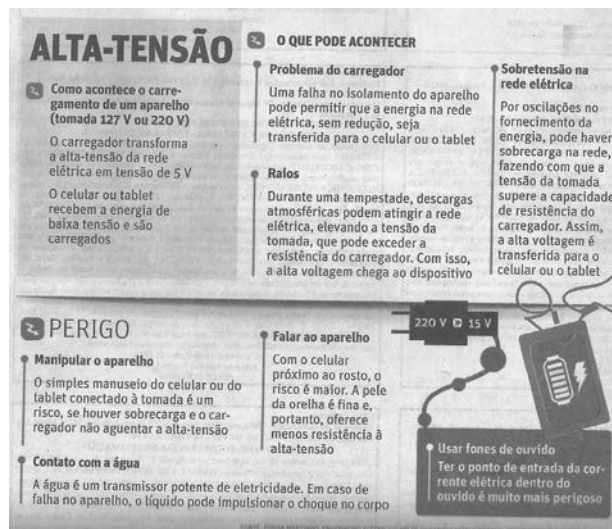 ALTA-TENSÃO
Como acontece o carre-
gamento de um aparelho
(tomada 127 V ou 220 V)
O carregador transforma
a alta-tensão da rede
elétrica em tensão de 5 V
O celular ou tablet
recebem a energia de
baixa tensão e são
carregados
O QUE PODE ACONTECER
Problema do carregador
Uma falha no isolamento do aparelho
pode permitir que a energia na rede
elétrica, sem redução, seja
transferida para o celular ou o tablet
Raios
Durante uma tempestade, descargas
atmosféricas podem atingir a rede
elétrica, elevando a tensão da
tomada, que pode exceder a
resistência do carregador. Com isso,
a alta voltagem chega ao dispositivo
Sobretensão na
rede elétrica
Por oscilações no
fornecimento da
energia, pode haver
sobrecarga na rede,
fazendo com que a
tensão da tomada
supere a capacidade
de resistência do
carregador. Assim,
a alta voltagem é
transferida para o
celular ou o tablet
PERIGO
Manipular o aparelho
O simples manuseio do celular ou do
tablet conectado à tomada é um
risco, se houver sobrecarga e o car-
regador não aguentar a alta-tensão
Contato com a água
A água é um transmissor potente de eletricidade. Em caso de
falha no aparelho, o líquido pode impulsionar o choque no corpo
Falar ao aparelho
Com o celular
próximo ao rosto, o
risco é maior. A pele
da orelha é fina e,
portanto, oferece
menos resistência à
alta-tensão
220 V 15 V
Usar fones de ouvido
Ter o ponto de entrada da cor-
rente elétrica dentro do
ouvido é muito mais perigoso